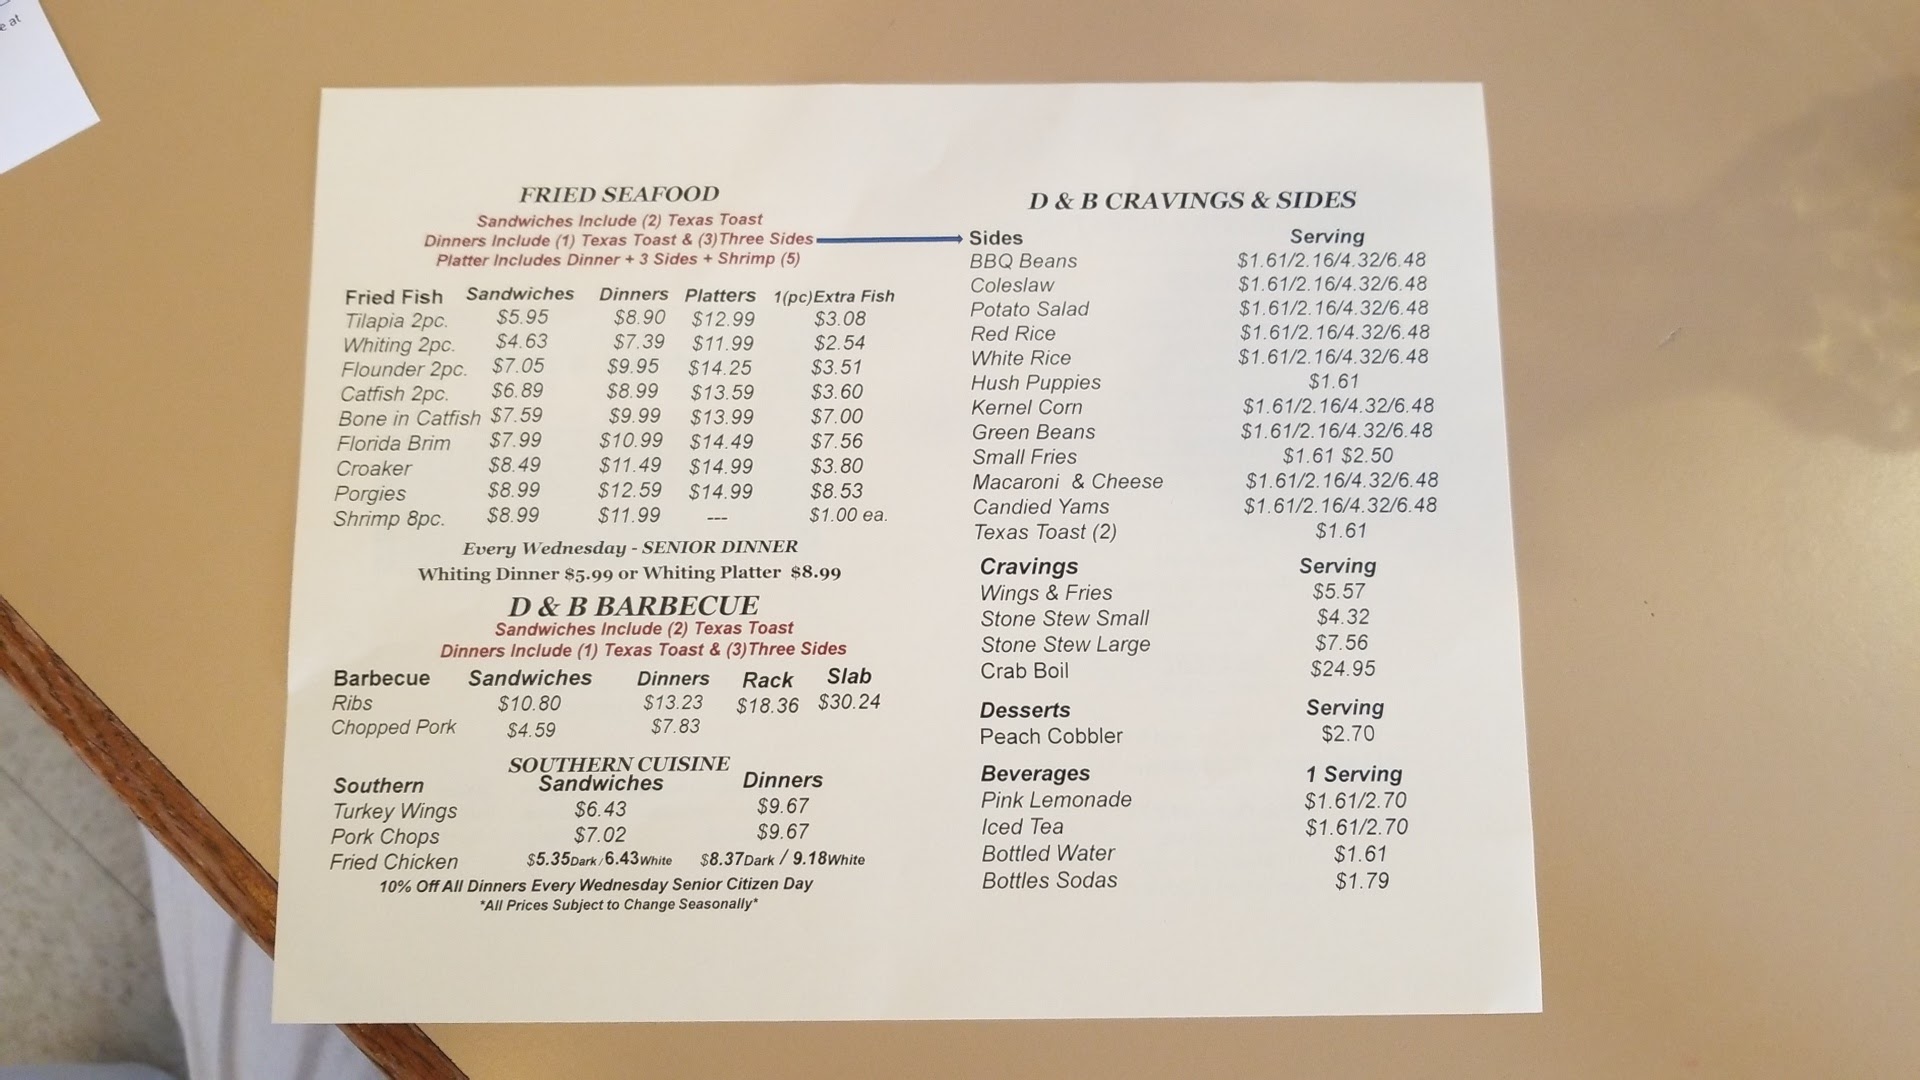 e at
FRIED SEAFOOD
Sandwiches Include (2) Texas Toast
Dinners Include (1) Texas Toast & (3)Three Sides
Platter Includes Dinner + 3 Sides + Shrimp (5)
Fried Fish Sandwiches Dinners Platters 1(pc)Extra Fish
Tilapia 2pc. $5.95 $8.90 $12.99 $3.08
Whiting 2pc. $4.63 $7.39 $11.99 $2.54
Flounder 2pc. $7.05 $9.95 $14.25 $3.51
Catfish 2pc. $6.89 $8.99 $13.59 $3.60
Bone in Catfish $7.59 $9.99 $13.99 $7.00
Florida Brim $7.99 $10.99 $14.49 $7.56
Croaker $8.49 $11.49 $14.99 $3.80
Porgies $8.99 $12.59 $14.99 $8.53
Shrimp 8pc. $8.99 $11.99 --- $1.00 ea.
Every Wednesday - SENIOR DINNER
Whiting Dinner $5.99 or Whiting Platter $8.99
D & B BARBECUE
Sandwiches Include (2) Texas Toast
Dinners Include (1) Texas Toast & (3)Three Sides
Barbecue Sandwiches Dinners Rack Slab
Ribs $10.80 $13.23 $18.36 $30.24
Chopped Pork $4.59 $7.83
SOUTHERN CUISINE
Southern Sandwiches Dinners
Turkey Wings $6.43 $9.67
Pork Chops $7.02 $9.67
Fried Chicken $5.35Dark/6.43White $8.37Dark / 9.18White
10% Off All Dinners Every Wednesday Senior Citizen Day
*All Prices Subject to Change Seasonally*
D & B CRAVINGS & SIDES
Sides Serving
BBQ Beans $1.61/2.16/4.32/6.48
Coleslaw $1.61/2.16/4.32/6.48
Potato Salad $1.61/2.16/4.32/6.48
Red Rice $1.61/2.16/4.32/6.48
White Rice $1.61/2.16/4.32/6.48
Hush Puppies $1.61
Kernel Corn $1.61/2.16/4.32/6.48
Green Beans $1.61/2.16/4.32/6.48
Small Fries $1.61 $2.50
Macaroni & Cheese $1.61/2.16/4.32/6.48
Candied Yams $1.61/2.16/4.32/6.48
Texas Toast (2) $1.61
Cravings Serving
Wings & Fries $5.57
Stone Stew Small $4.32
Stone Stew Large $7.56
Crab Boil $24.95
Desserts Serving
Peach Cobbler $2.70
Beverages 1 Serving
Pink Lemonade $1.61/2.70
Iced Tea $1.61/2.70
Bottled Water $1.61
Bottles Sodas $1.79